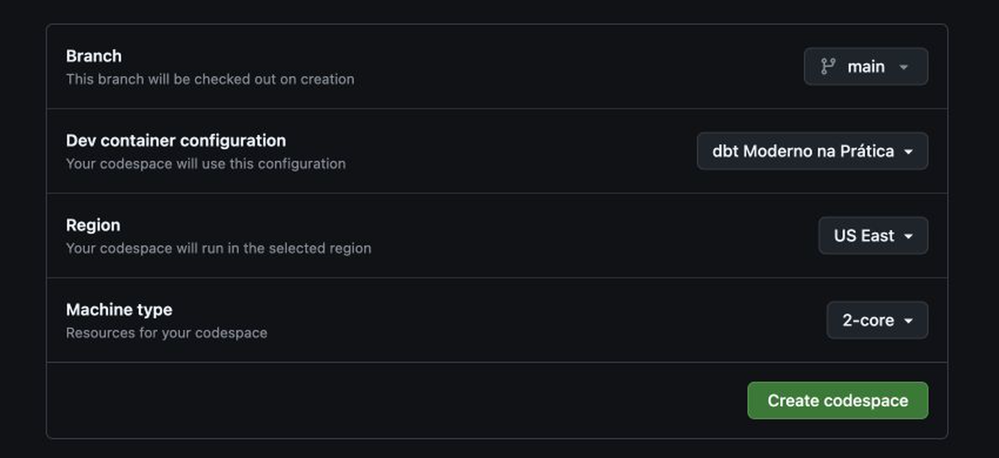 Branch
This branch will be checked out on creation
main
Dev container configuration
Your codespace will use this configuration
dbt Moderno na Prática
Region
Your codespace will run in the selected region
US East
Machine type
Resources for your codespace
2-core
Create codespace